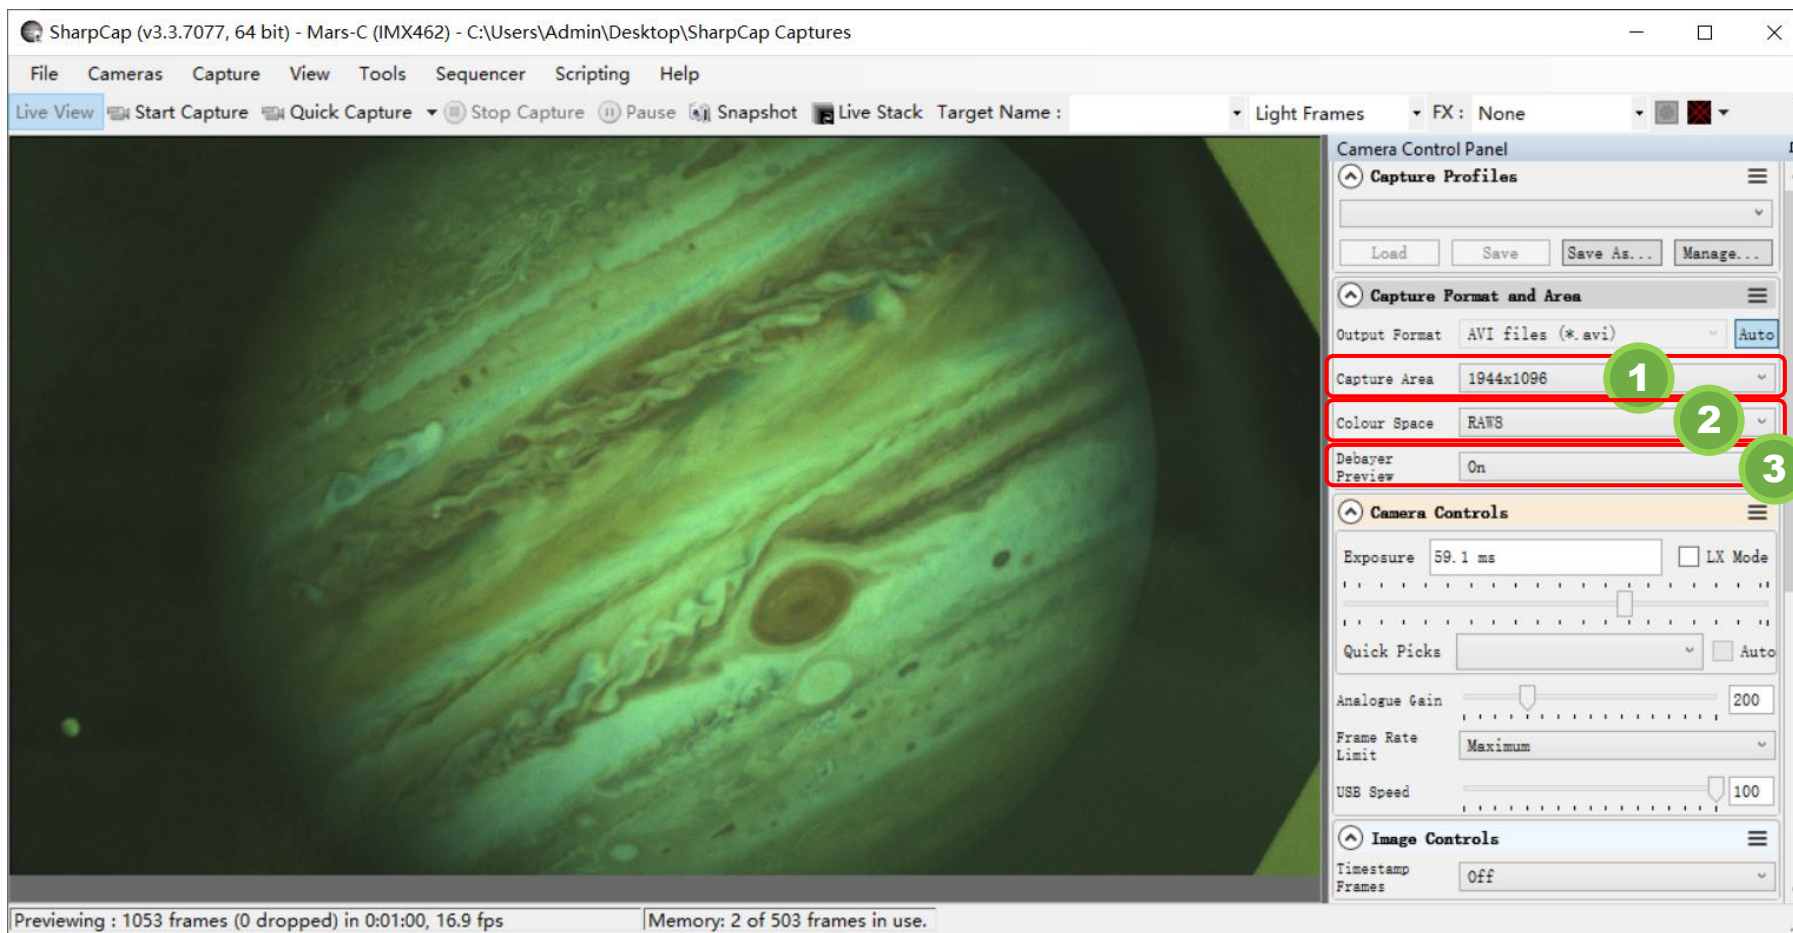 SharpCap (v3.3.7077, 64 bit) - Mars-C (IMX462) - C:\Users\Admin\Desktop\SharpCap Captures
File Cameras Capture View Tools Sequencer Scripting Help
Live View Start Capture Quick Capture Stop Capture Pause Snapshot Live Stack Target Name : Light Frames FX : None
Camera Control Panel
Capture Profiles
Load Save Save As... Manage...
Capture Format and Area
Output Format AVI files (*.avi) Auto
Capture Area 1944x1096 1
Colour Space RAW8 2
Debayer
Preview On 3
Camera Controls
Exposure 59.1 ms LX Mode
Quick Picks Auto
Analogue Gain 200
Frame Rate
Limit Maximum
USB Speed 100
Image Controls
Timestamp
Frames Off
Previewing : 1053 frames (0 dropped) in 0:01:00, 16.9 fps Memory: 2 of 503 frames in use.